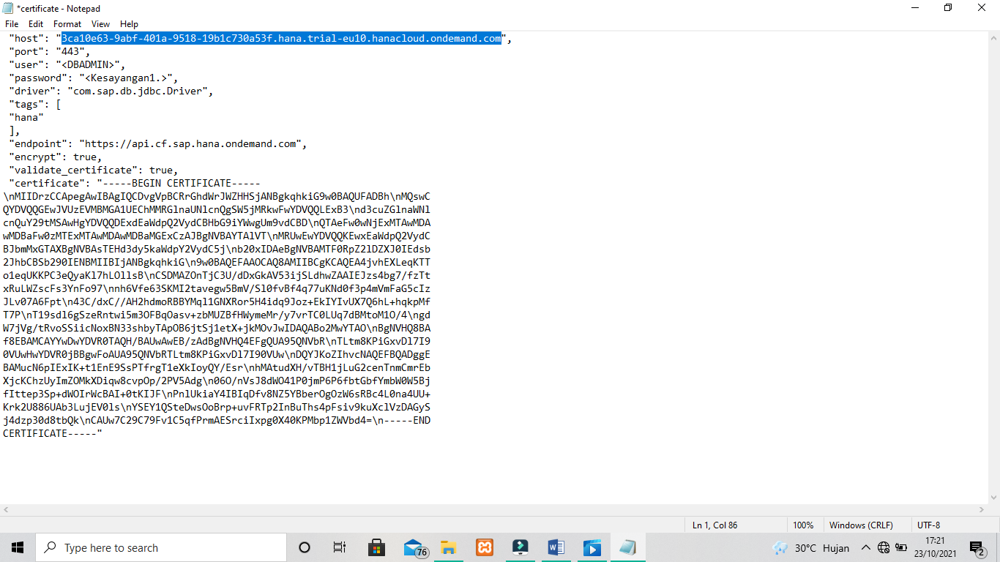 *certificate - Notepad
File Edit Format View Help
"host": "3ca10e63-9abf-401a-9518-19b1c730a53f.hana.trial-eu10.hanacloud.ondemand.com",
"port": "443",
"user": "<DBADMIN>",
"password": "<Kesayangan1.>",
"driver": "com.sap.db.jdbc.Driver",
"tags": [
"hana"
],
"endpoint": "https://api.cf.sap.hana.ondemand.com",
"encrypt": true,
"validate_certificate": true,
"certificate": "-----BEGIN CERTIFICATE-----
\nMIIDrzCCApegAwIBAgIQCDvgVpBCRrGhdWrJWZHHSjANBgkqhkiG9w0BAQUFADBh\nMQswC
QYDVQQGEwJVUzEVMBMGA1UEChMMRGlnaUNlcnQgSW5jMRkwFwYDVQQLExB3\nd3cuZGlnaWNl
cnQuY29tMSAwHgYDVQQDExdEaWdpQ2VydCBHbG9iYWwgUm9vdCBD\nQTAeFw0wNjExMTAwMDA
wMDBaFw0zMTExMTAwMDAwMDBaMGExCzAJBgNVBAYTAlVT\nMRUwEwYDVQQKEwxEaWdpQ2VydC
BJbmMxGTAXBgNVBAsTEHd3dy5kaWdpY2VydC5j\nb20xIDAeBgNVBAMTF0RpZ2lDZXJ0IEdsb
2JhbCBSb290IENBMIIBIjANBgkqhkiG\n9w0BAQEFAAOCAQ8AMIIBCgKCAQEA4jvhEXLeqKTT
o1eqUKKPC3eQyaKl7hLOllsB\nCSDMAZOnTjC3U/dDxGkAV53ijSLdhwZAAIEJzs4bg7/fzTt
xRuLWZscFs3YnFo97\nnh6Vfe63SKMI2tavegw5BmV/Sl0fvBf4q77uKNd0f3p4mVmFaG5cIz
JLv07A6Fpt\n43C/dxC//AH2hdmoRBBYMql1GNXRor5H4idq9Joz+EkIYIvUX7Q6hL+hqkpMf
T7P\nT19sdl6gSzeRntwi5m3OFBqOasv+zbMUZBfHWymeMr/y7vrTC0LUq7dBMtoM1O/4\ngd
W7jVg/tRvoSSiicNoxBN33shbyTApOB6jtSj1etX+jkMOvJwIDAQABo2MwYTAO\nBgNVHQ8BA
f8EBAMCAYYwDwYDVR0TAQH/BAUwAwEB/zAdBgNVHQ4EFgQUA95QNVbR\nTLtm8KPiGxvDl7I9
0VUwHwYDVR0jBBgwFoAUA95QNVbRTLtm8KPiGxvDl7I90VUw\nDQYJKoZIhvcNAQEFBQADggE
BAMucN6pIExIK+t1EnE9SsPTfrgT1eXkIoyQY/Esr\nhMAtudXH/vTBH1jLuG2cenTnmCmrEb
XjcKChzUyImZOMkXDiqw8cvpOp/2PV5Adg\n06O/nVsJ8dWO41P0jmP6P6fbtGbfYmbW0W5Bj
fIttep3Sp+dWOIrWcBAI+0tKIJF\nPnlUkiaY4IBIqDfv8NZ5YBberOgOzW6sRBc4L0na4UU+
Krk2U886UAb3LujEV0ls\nYSEY1QSteDwsOoBrp+uvFRTp2InBuThs4pFsiv9kuXclVzDAGyS
j4dzp30d8tbQk\nCAUw7C29C79Fv1C5qfPrmAESrciIxpg0X40KPMbp1ZWVbd4=\n-----END
CERTIFICATE-----"
Ln 1, Col 86 100% Windows (CRLF) UTF-8
Type here to search 76 30°C Hujan 17:21
23/10/2021 2